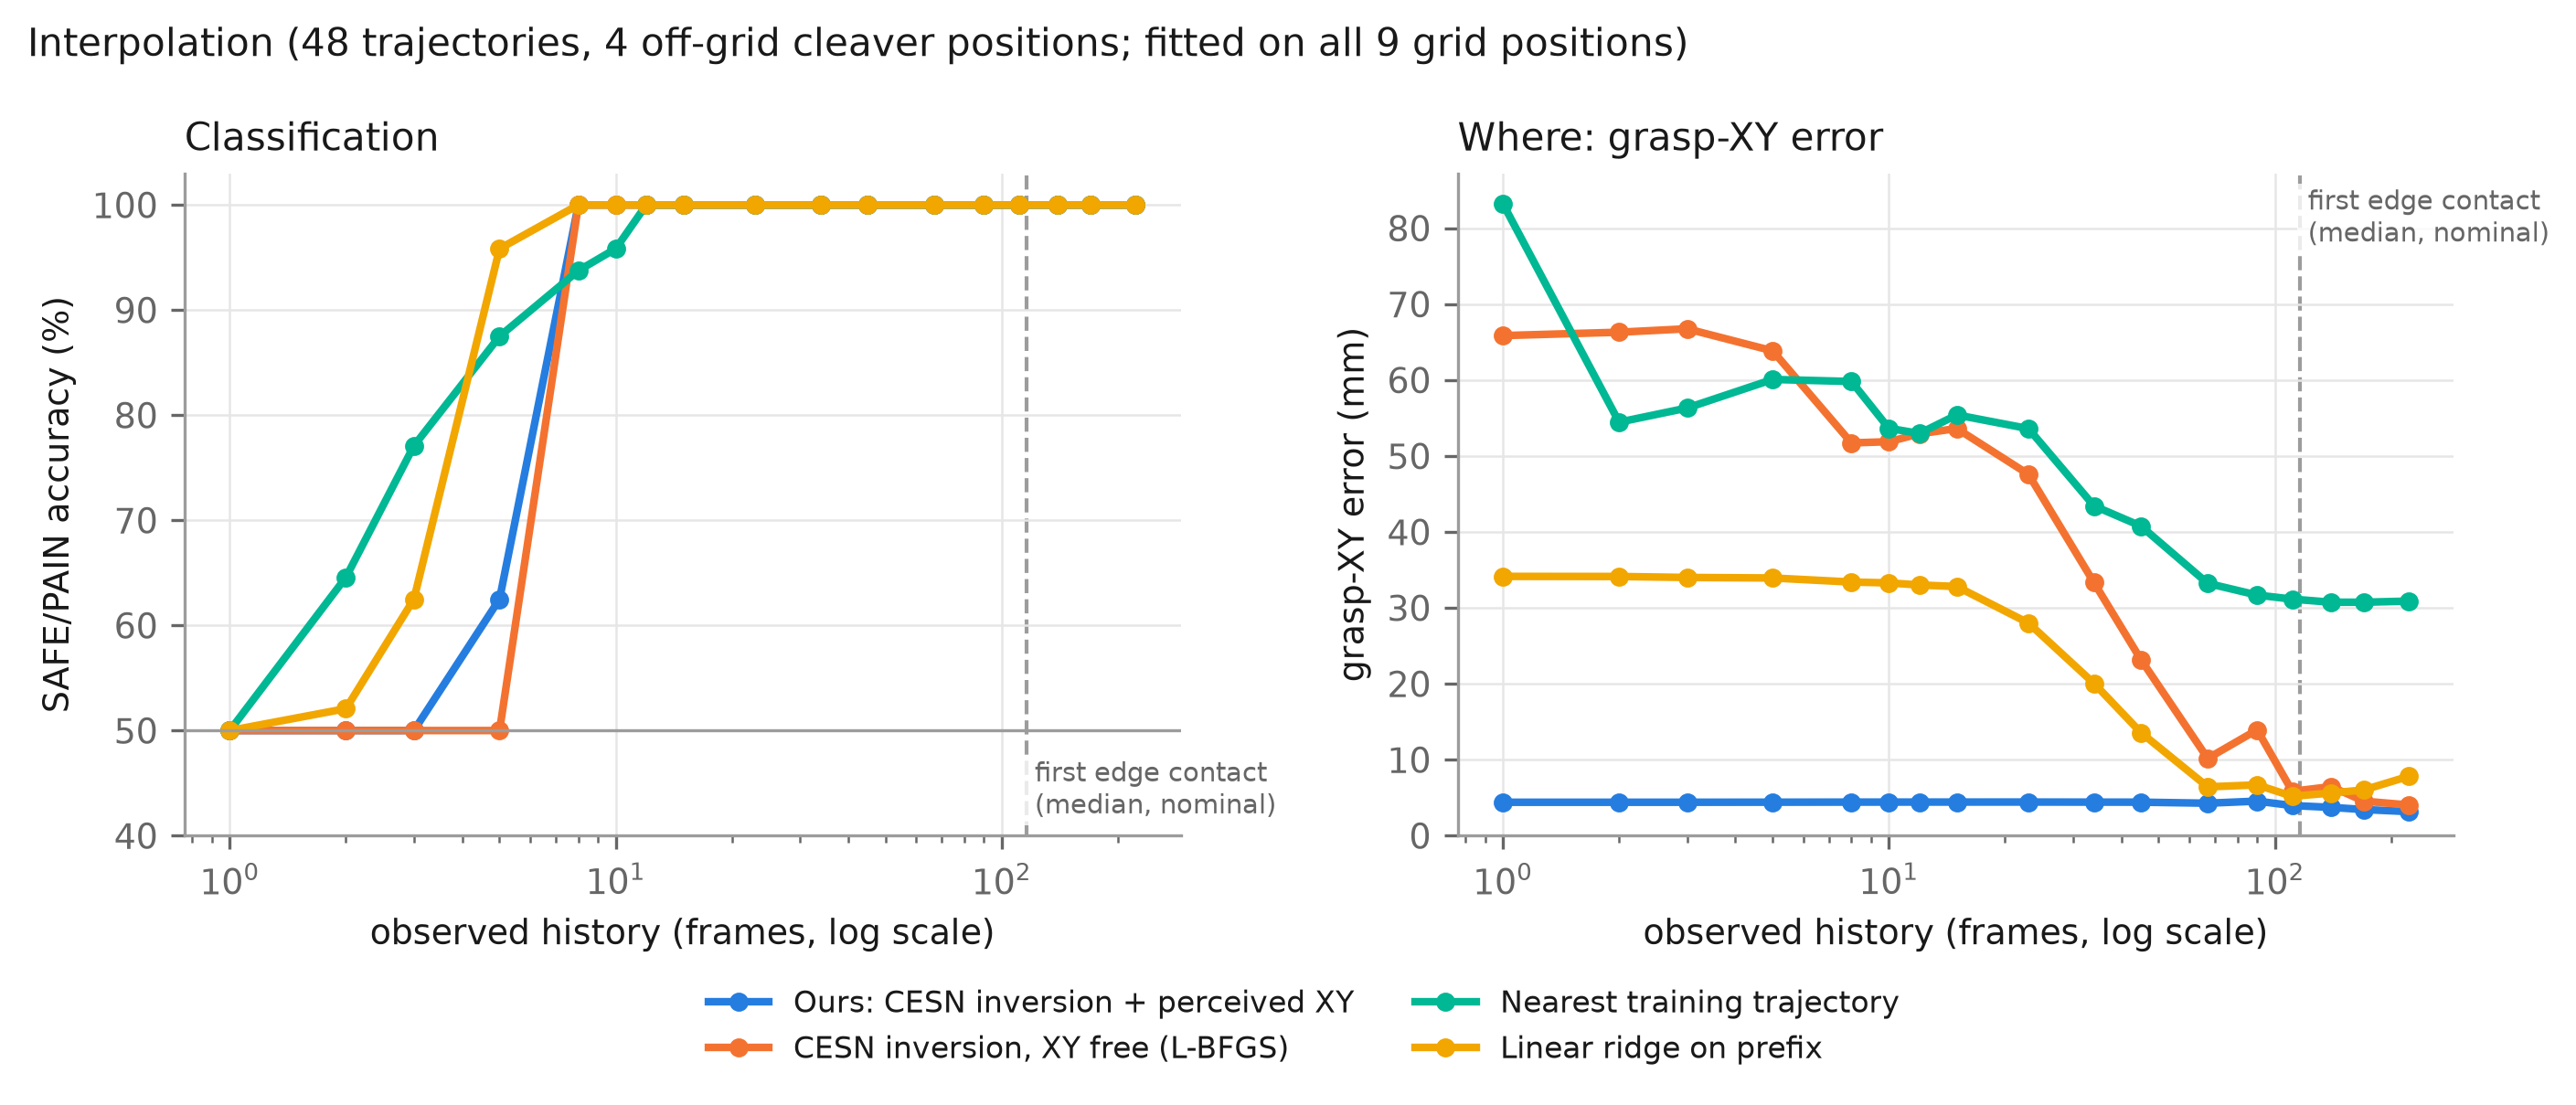 Interpolation (48 trajectories, 4 off-grid cleaver positions; fitted on all 9 grid positions)
Classification
SAFE/PAIN accuracy (%)
100
90
80
70
60
50
40
first edge contact
(median, nominal)
10⁰
10¹
10²
observed history (frames, log scale)
Where: grasp-XY error
grasp-XY error (mm)
80
70
60
50
40
30
20
10
0
first edge contact
(median, nominal)
10⁰
10¹
10²
observed history (frames, log scale)
Ours: CESN inversion + perceived XY
CESN inversion, XY free (L-BFGS)
Nearest training trajectory
Linear ridge on prefix